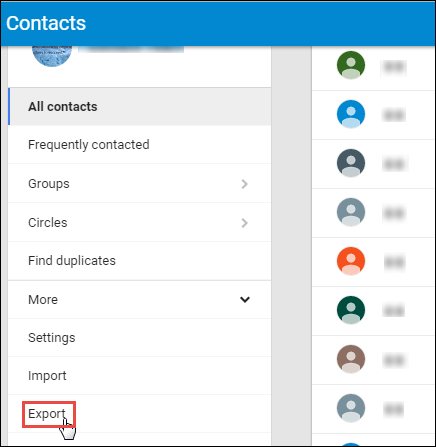 Contacts
All contacts
Frequently contacted
Groups
Circles
Find duplicates
More
Settings
Import
Export